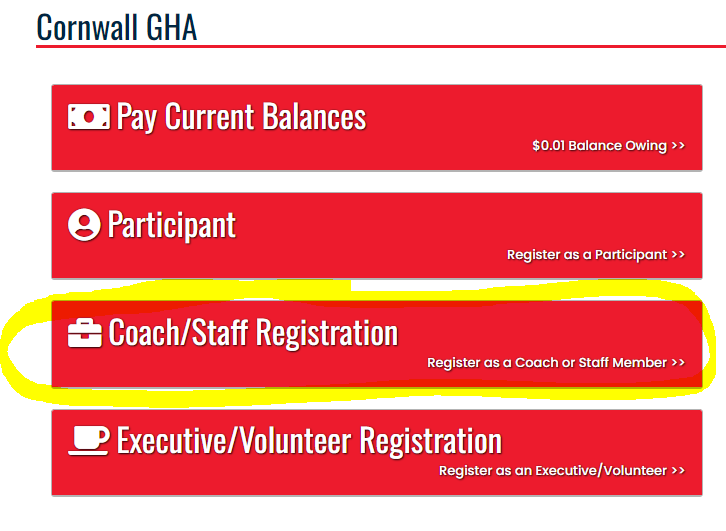 Cornwall GHA
Pay Current Balances
$0.01 Balance Owing >>
Participant
Register as a Participant >>
Coach/Staff Registration
Register as a Coach or Staff Member >>
Executive/Volunteer Registration
Register as an Executive/Volunteer >>